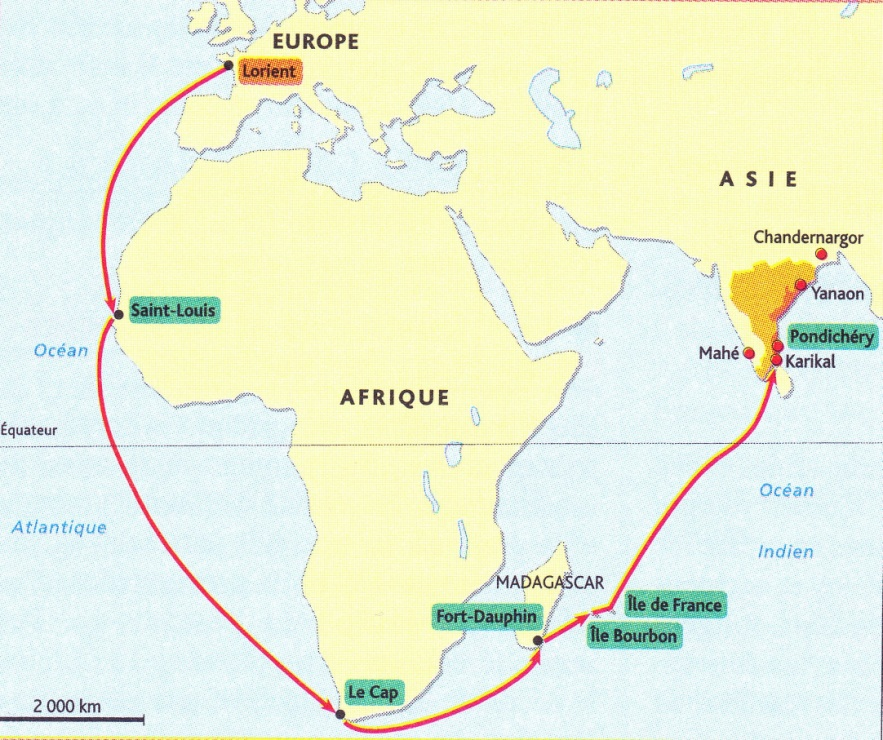 EUROPE
Lorient
ASIE
Chandernargor
Yanaon
Saint-Louis
Pondichéry
Océan
Mahé
Karikal
AFRIQUE
Équateur
Océan
Atlantique
Indien
MADAGASCAR
Île de France
Fort-Dauphin
Île Bourbon
Le Cap
2 000 km